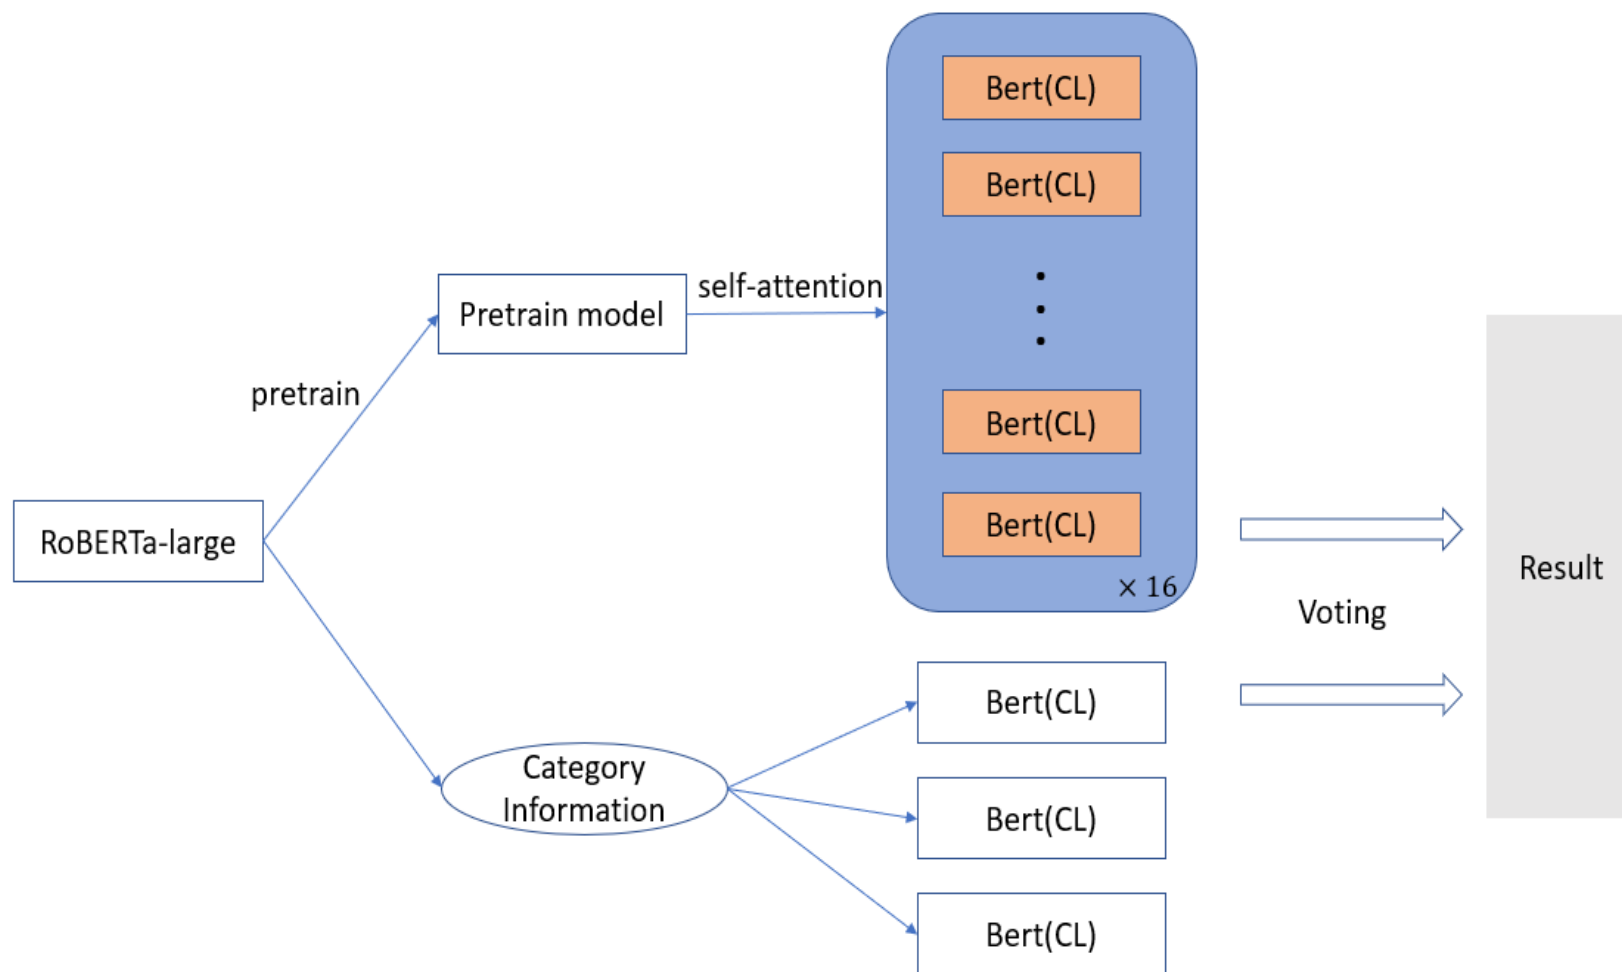 Bert(CL)
Bert(CL)
self-attention
Pretrain model
pretrain
Bert(CL)
Bert(CL)
RoBERTa-large
× 16
Result
Voting
Bert(CL)
Category
Information
Bert(CL)
Bert(CL)